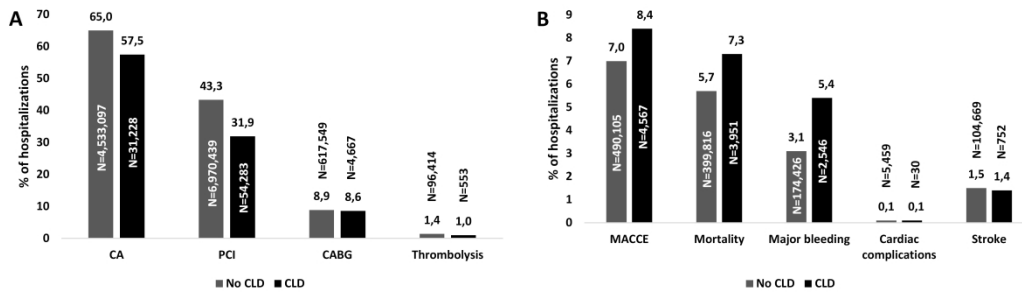 A
% of hospitalizations
70
60
50
40
30
20
10
0
65,0
57,5
N=4,533,097
N=31,228
43,3
31,9
N=6,970,439
N=54,283
N=617,549
N=4,667
8,9
8,6
N=96,414
N=553
1,4
1,0
CA
PCI
CABG
Thrombolysis
No CLD
CLD
B
% of hospitalizations
9
8
7
6
5
4
3
2
1
0
7,0
8,4
N=490,105
N=4,567
5,7
7,3
N=399,816
N=3,951
3,1
5,4
N=174,426
N=2,546
N=5,459
N=30
0,1
0,1
N=104,669
N=752
1,5
1,4
MACCE
Mortality
Major bleeding
Cardiac
complications
Stroke
No CLD
CLD